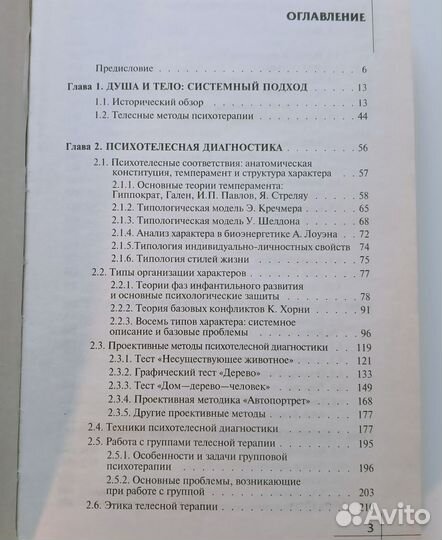 ОГЛАВЛЕНИЕ
Предисловие . . . . . . . . . . . . . . . . . . . . . . . . . . . . . 6
Глава 1. ДУША И ТЕЛО: СИСТЕМНЫЙ ПОДХОД . . . . . . 13
1.1. Исторический обзор . . . . . . . . . . . . . . . . . . . . . 13
1.2. Телесные методы психотерапии . . . . . . . . . . . . 44
Глава 2. ПСИХОТЕЛЕСНАЯ ДИАГНОСТИКА . . . . . . . . 56
2.1. Психотелесные соответствия: анатомическая
конституция, темперамент и структура характера . . 57
2.1.1. Основные теории темперамента:
Гиппократ, Гален, И.П. Павлов, Я. Стреляу . . . . 58
2.1.2. Типологическая модель Э. Кречмера . . . . . 65
2.1.3. Типологическая модель У. Шелдона . . . . . . 68
2.1.4. Анализ характера в биоэнергетике А. Лоуэна . 72
2.1.5.Типология индивидуально-личностных свойств 74
2.1.6. Типология стилей жизни . . . . . . . . . . . . . 75
2.2. Типы организации характеров . . . . . . . . . . . . . 77
2.2.1. Теории фаз инфантильного развития
и основные психологические защиты . . . . . . . . 78
2.2.2. Теория базовых конфликтов К. Хорни . . . . . 91
2.2.3. Восемь типов характера: системное
описание и базовые проблемы . . . . . . . . . . . . 96
2.3. Проективные методы психотелесной диагностики . . 119
2.3.1. Тест «Несуществующее животное» . . . . . . . 121
2.3.2. Графический тест «Дерево» . . . . . . . . . . . 133
2.3.3. Тест «Дом—дерево—человек» . . . . . . . . . . 149
2.3.4. Проективная методика «Автопортрет» . . . . . 168
2.3.5. Другие проективные методы . . . . . . . . . . . 177
2.4. Техники психотелесной диагностики . . . . . . . . . 177
2.5. Работа с группами телесной терапии . . . . . . . . . 195
2.5.1. Особенности и задачи групповой
психотерапии . . . . . . . . . . . . . . . . . . . . . . . 196
2.5.2. Основные проблемы, возникающие
при работе с группой . . . . . . . . . . . . . . . . . . 203
2.6. Этика телесной терапии . . . . . . . . . . . . . . . . . 210
3
Avito